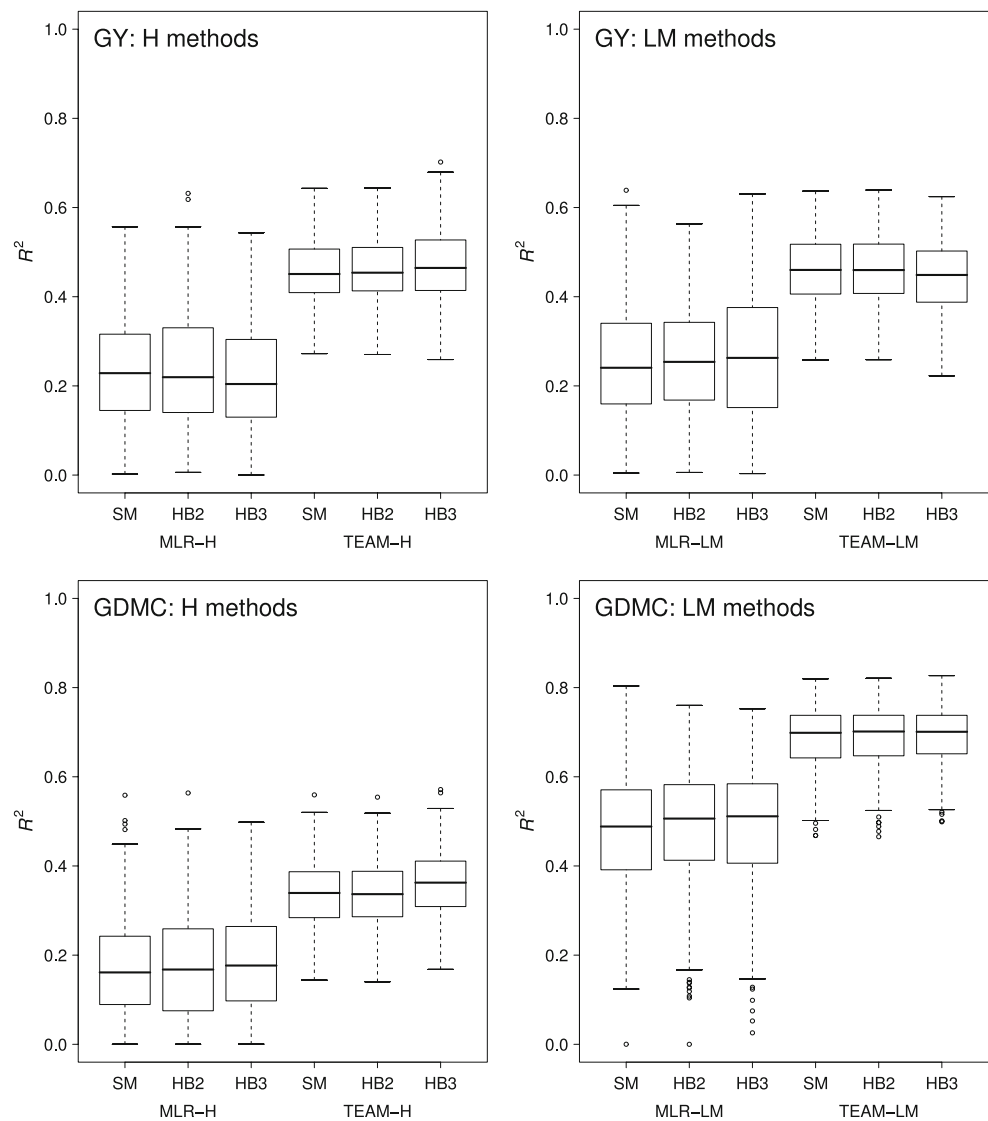 GY: H methods
1.0
0.8
0.6
0.4
0.2
0.0
R²
SM HB2 HB3 SM HB2 HB3
MLR–H TEAM–H
GY: LM methods
1.0
0.8
0.6
0.4
0.2
0.0
R²
SM HB2 HB3 SM HB2 HB3
MLR–LM TEAM–LM
GDMC: H methods
1.0
0.8
0.6
0.4
0.2
0.0
R²
SM HB2 HB3 SM HB2 HB3
MLR–H TEAM–H
GDMC: LM methods
1.0
0.8
0.6
0.4
0.2
0.0
R²
SM HB2 HB3 SM HB2 HB3
MLR–LM TEAM–LM